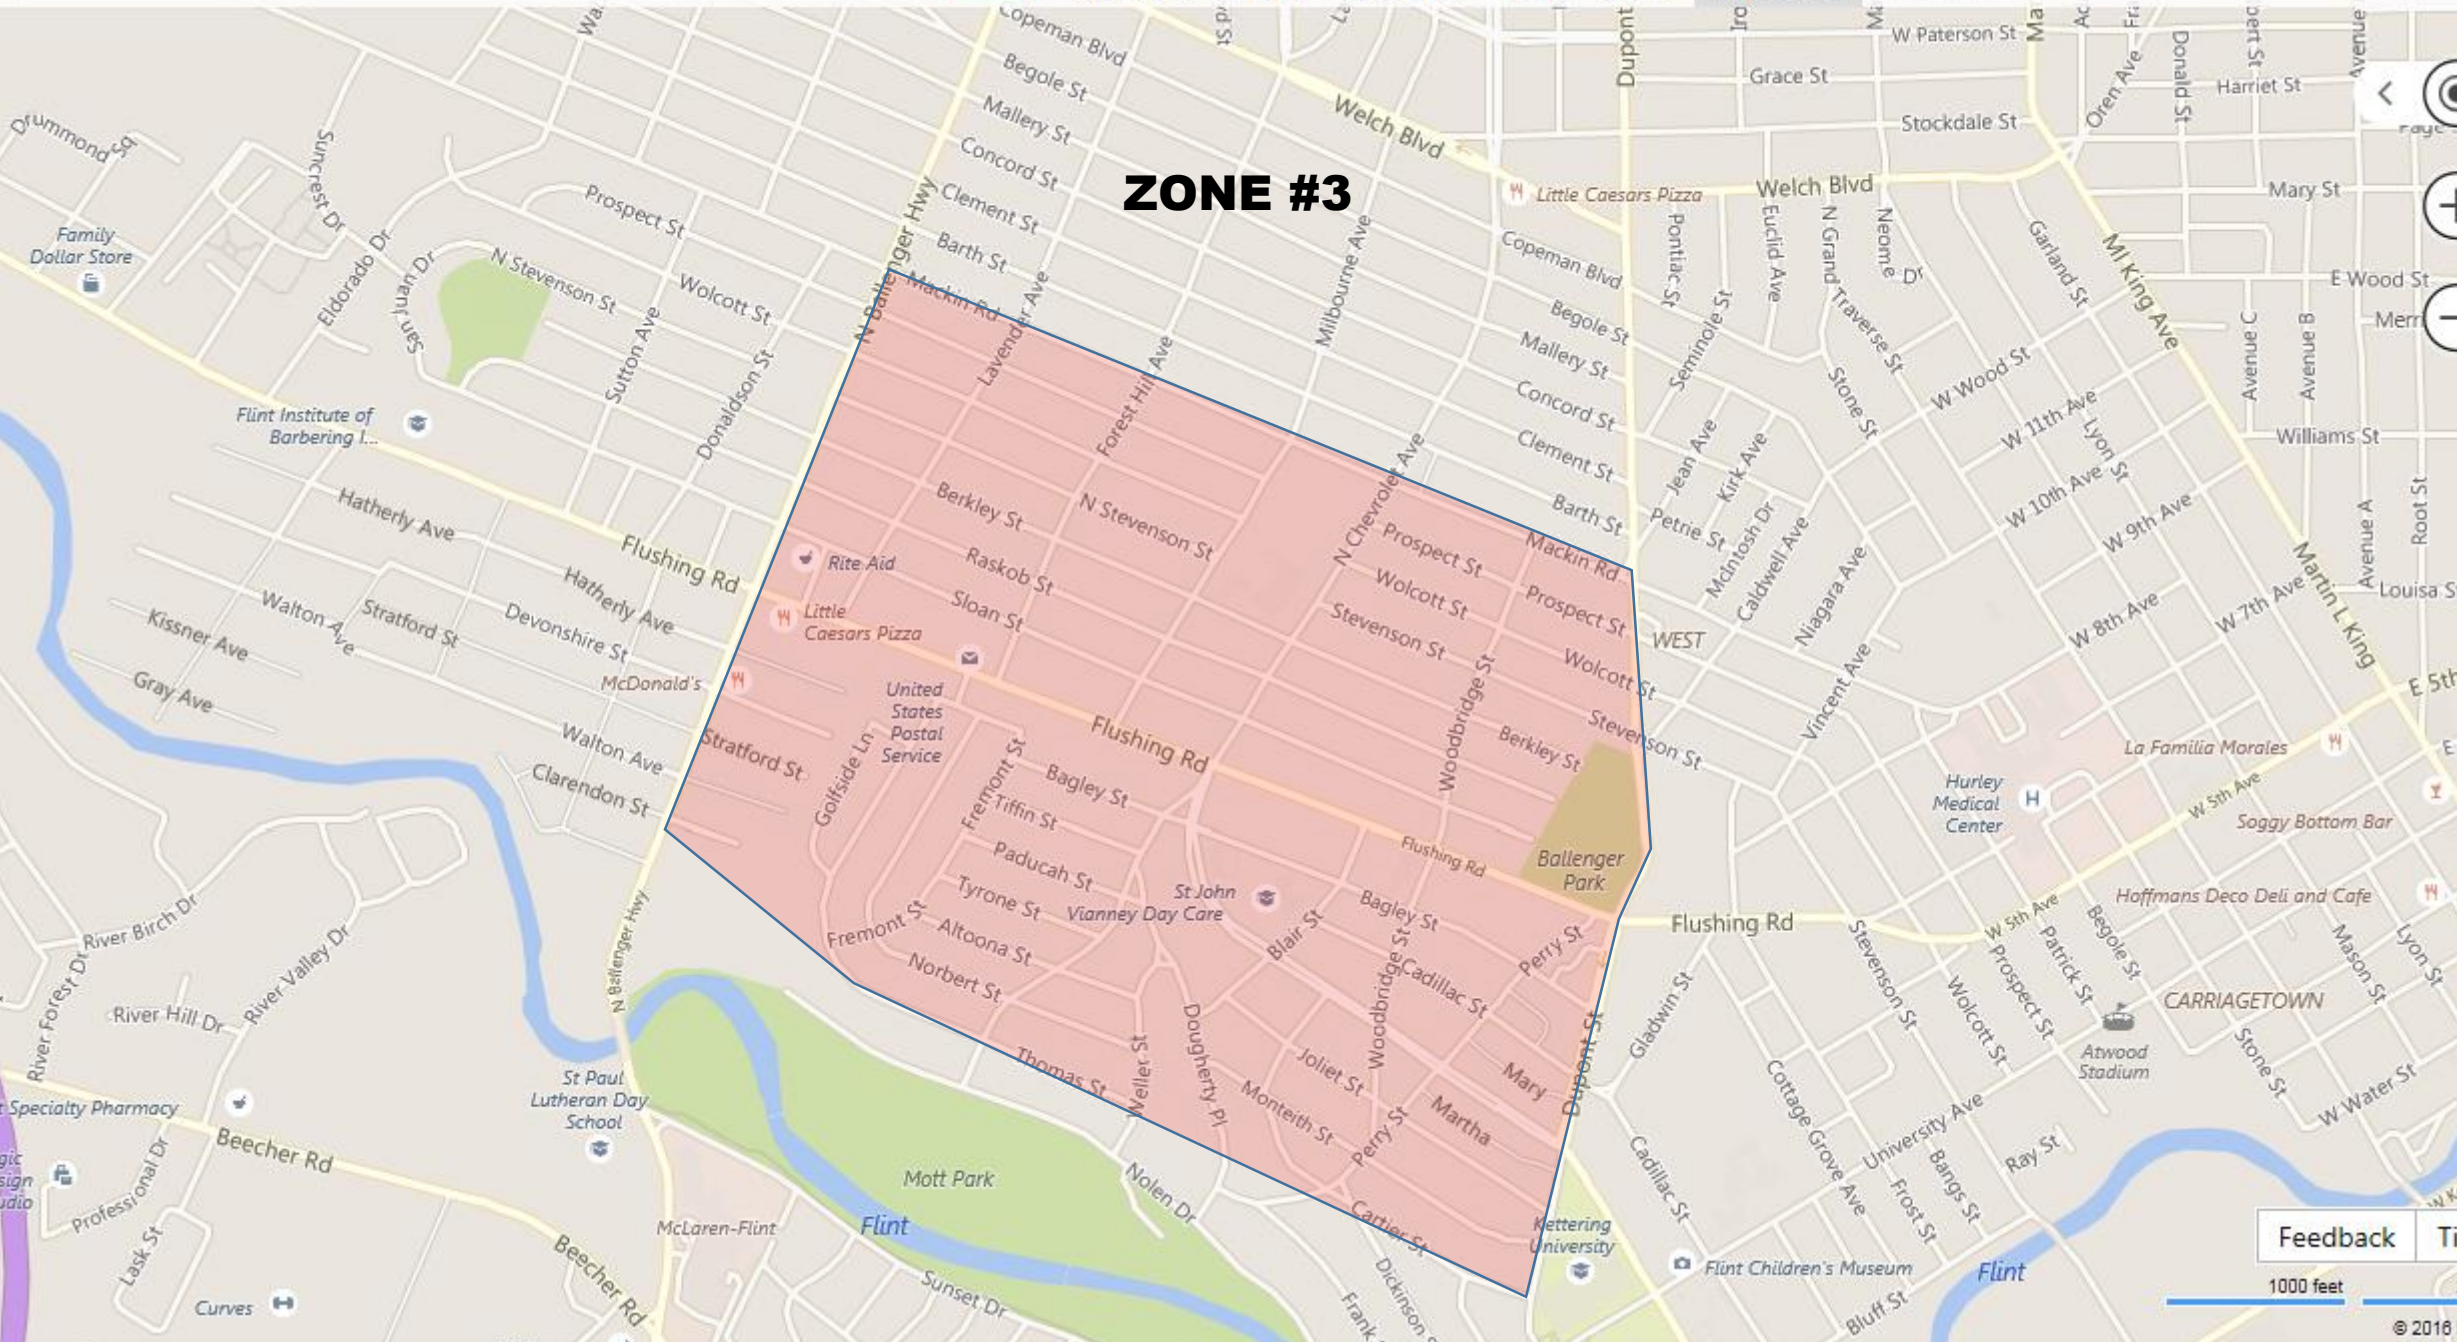 Copeman Blvd
Begole St
Mallery St
Concord St
Clement St
Barth St
Mackin Rd
Welch Blvd
Dupont
W Paterson St
Grace St
Stockdale St
Oren Ave
Donald St
Harriet St
Avenue
Drummond Sq
Suncrest Dr
Prospect St
ZONE #3
Little Caesars Pizza
Welch Blvd
Mary St
Family
Dollar Store
Eldorado Dr
San Juan Dr
N Stevenson St
Wolcott St
Sutton Ave
Donaldson St
N Ballenger Hwy
Lavender Ave
Forest Hill Ave
Milbourne Ave
Copeman Blvd
Begole St
Mallery St
Concord St
Clement St
Barth St
Pontiac St
Euclid Ave
N Grand Traverse St
Neome Dr
Garland St
Ml King Ave
E Wood St
Seminole St
Stone St
W Wood St
W 11th Ave
Lyon St
Avenue C
Avenue B
Williams St
Flint Institute of
Barbering I...
Jean Ave
Kirk Ave
W 10th Ave
W 9th Ave
Avenue A
Root St
Hatherly Ave
Flushing Rd
Rite Aid
Berkley St
N Stevenson St
Raskob St
Sloan St
N Chevrolet Ave
Prospect St
Mackin Rd
Petrie St
McIntosh Dr
Caldwell Ave
Niagara Ave
Martin L King
Wolcott St
Prospect St
Stevenson St
WEST
W 8th Ave
W 7th Ave
Louisa S
Kissner Ave
Walton Ave
Stratford St
Devonshire St
Hatherly Ave
Little
Caesars Pizza
Gray Ave
McDonald's
United
States
Postal
Service
Wolcott St
Stevenson St
Berkley St
Woodbridge St
Vincent Ave
E 5th
Walton Ave
Clarendon St
Stratford St
Golfside Ln
Fremont St
Bagley St
Tiffin St
Flushing Rd
La Familia Morales
Hurley
Medical
Center
W 5th Ave
Soggy Bottom Bar
Paducah St
Tyrone St
St John
Vianney Day Care
Flushing Rd
Ballenger
Park
Bagley St
Flushing Rd
W 5th Ave
Hoffmans Deco Deli and Cafe
River Birch Dr
N Ballenger Hwy
Fremont St
Altoona St
Norbert St
Blair St
Perry St
Cadillac St
Woodbridge St
Stevenson St
Prospect St
Patrick St
Begole St
Mason St
Lyon St
River Forest Dr
River Hill Dr
River Valley Dr
Gladwin St
Wolcott St
CARRIAGETOWN
Atwood
Stadium
Stone St
Thomas St
Neller St
Dougherty Pl
Joliet St
Monteith St
Mary
Martha
Perry St
Dupont St
Cottage Grove Ave
University Ave
W Water St
St Paul
Lutheran Day
School
Specialty Pharmacy
Beecher Rd
Professional Dr
Lask St
Mott Park
Nolen Dr
Cadillac St
Ray St
Bangs St
Frost St
McLaren-Flint
Flint
Cartier St
Kettering
University
Flint Children's Museum
Flint
Feedback
Curves
Beecher Rd
Sunset Dr
Frank
Dickinson
Bluff St
1000 feet
© 2016